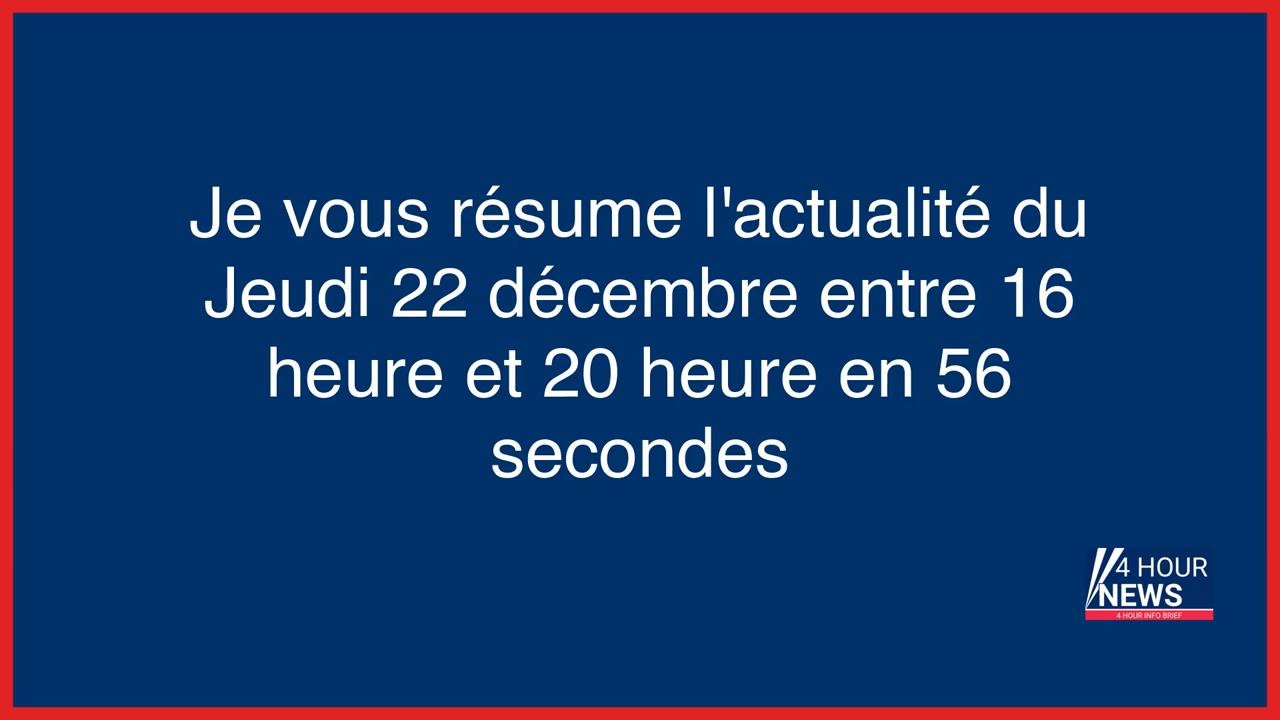 Je vous résume l'actualité du
Jeudi 22 décembre entre 16
heure et 20 heure en 56
secondes
4 HOUR
NEWS
4 HOUR INFO BRIEF